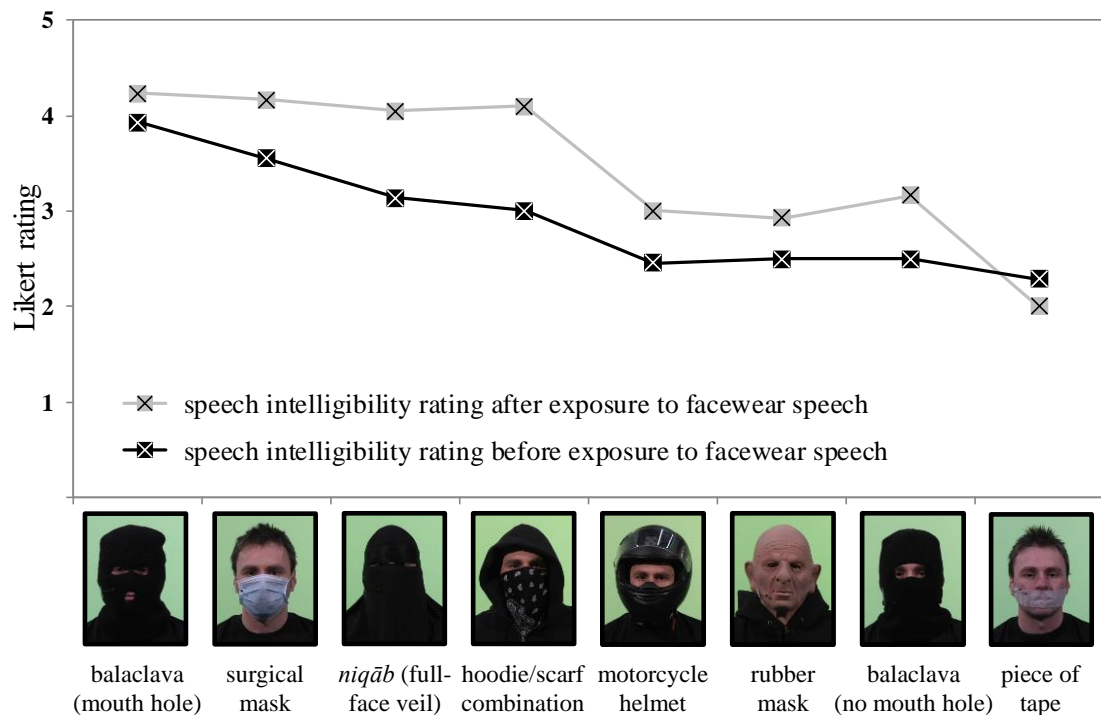 5
4
3
2
1
Likert rating
speech intelligibility rating after exposure to facewear speech
speech intelligibility rating before exposure to facewear speech
balaclava
(mouth hole)
surgical
mask
niqāb (full-
face veil)
hoodie/scarf
combination
motorcycle
helmet
rubber
mask
balaclava
(no mouth hole)
piece of
tape